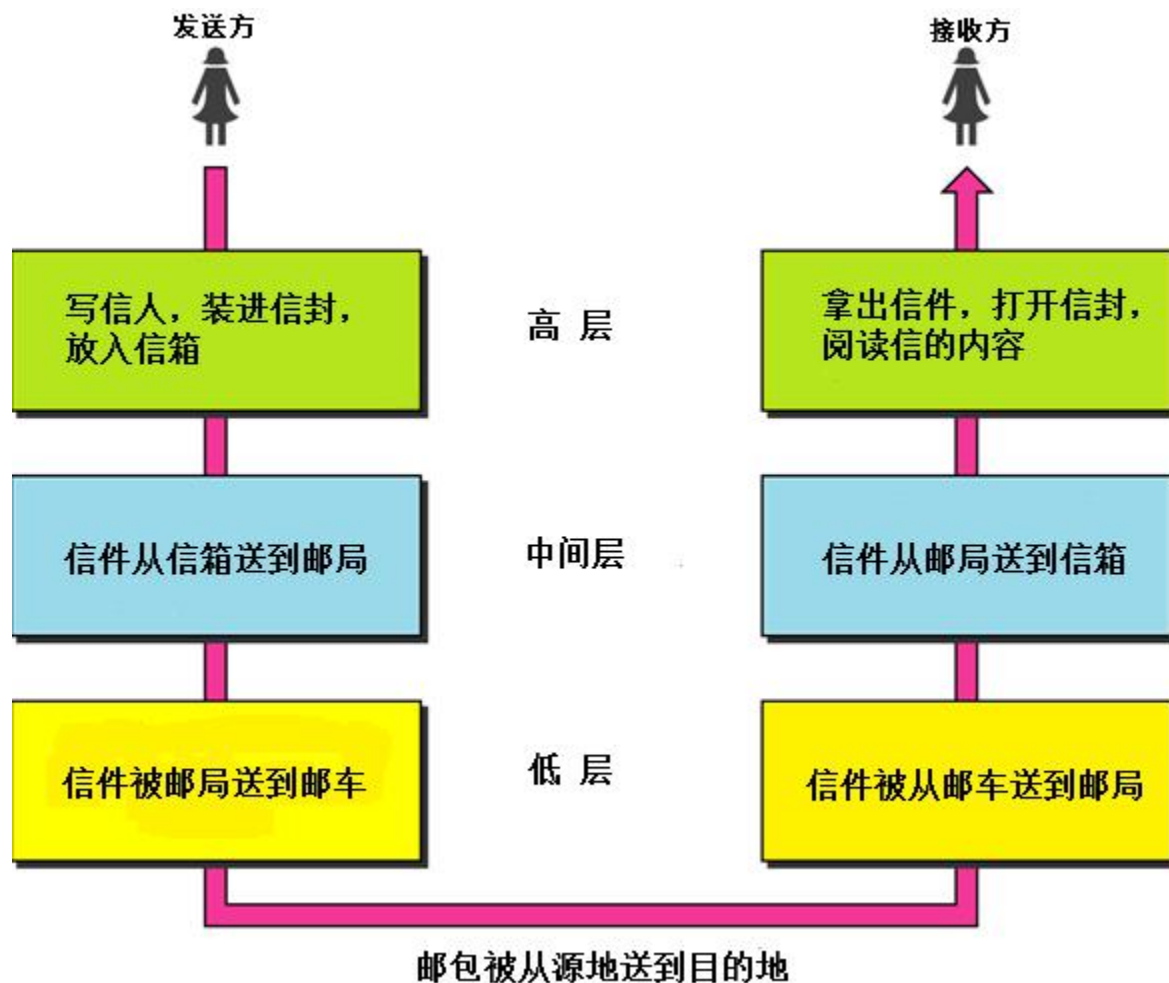 发送方
接收方
写信人，装进信封，
放入信箱
高 层
拿出信件，打开信封，
阅读信的内容
信件从信箱送到邮局
中间层
信件从邮局送到信箱
信件被邮局送到邮车
低 层
信件被从邮车送到邮局
邮包被从源地送到目的地